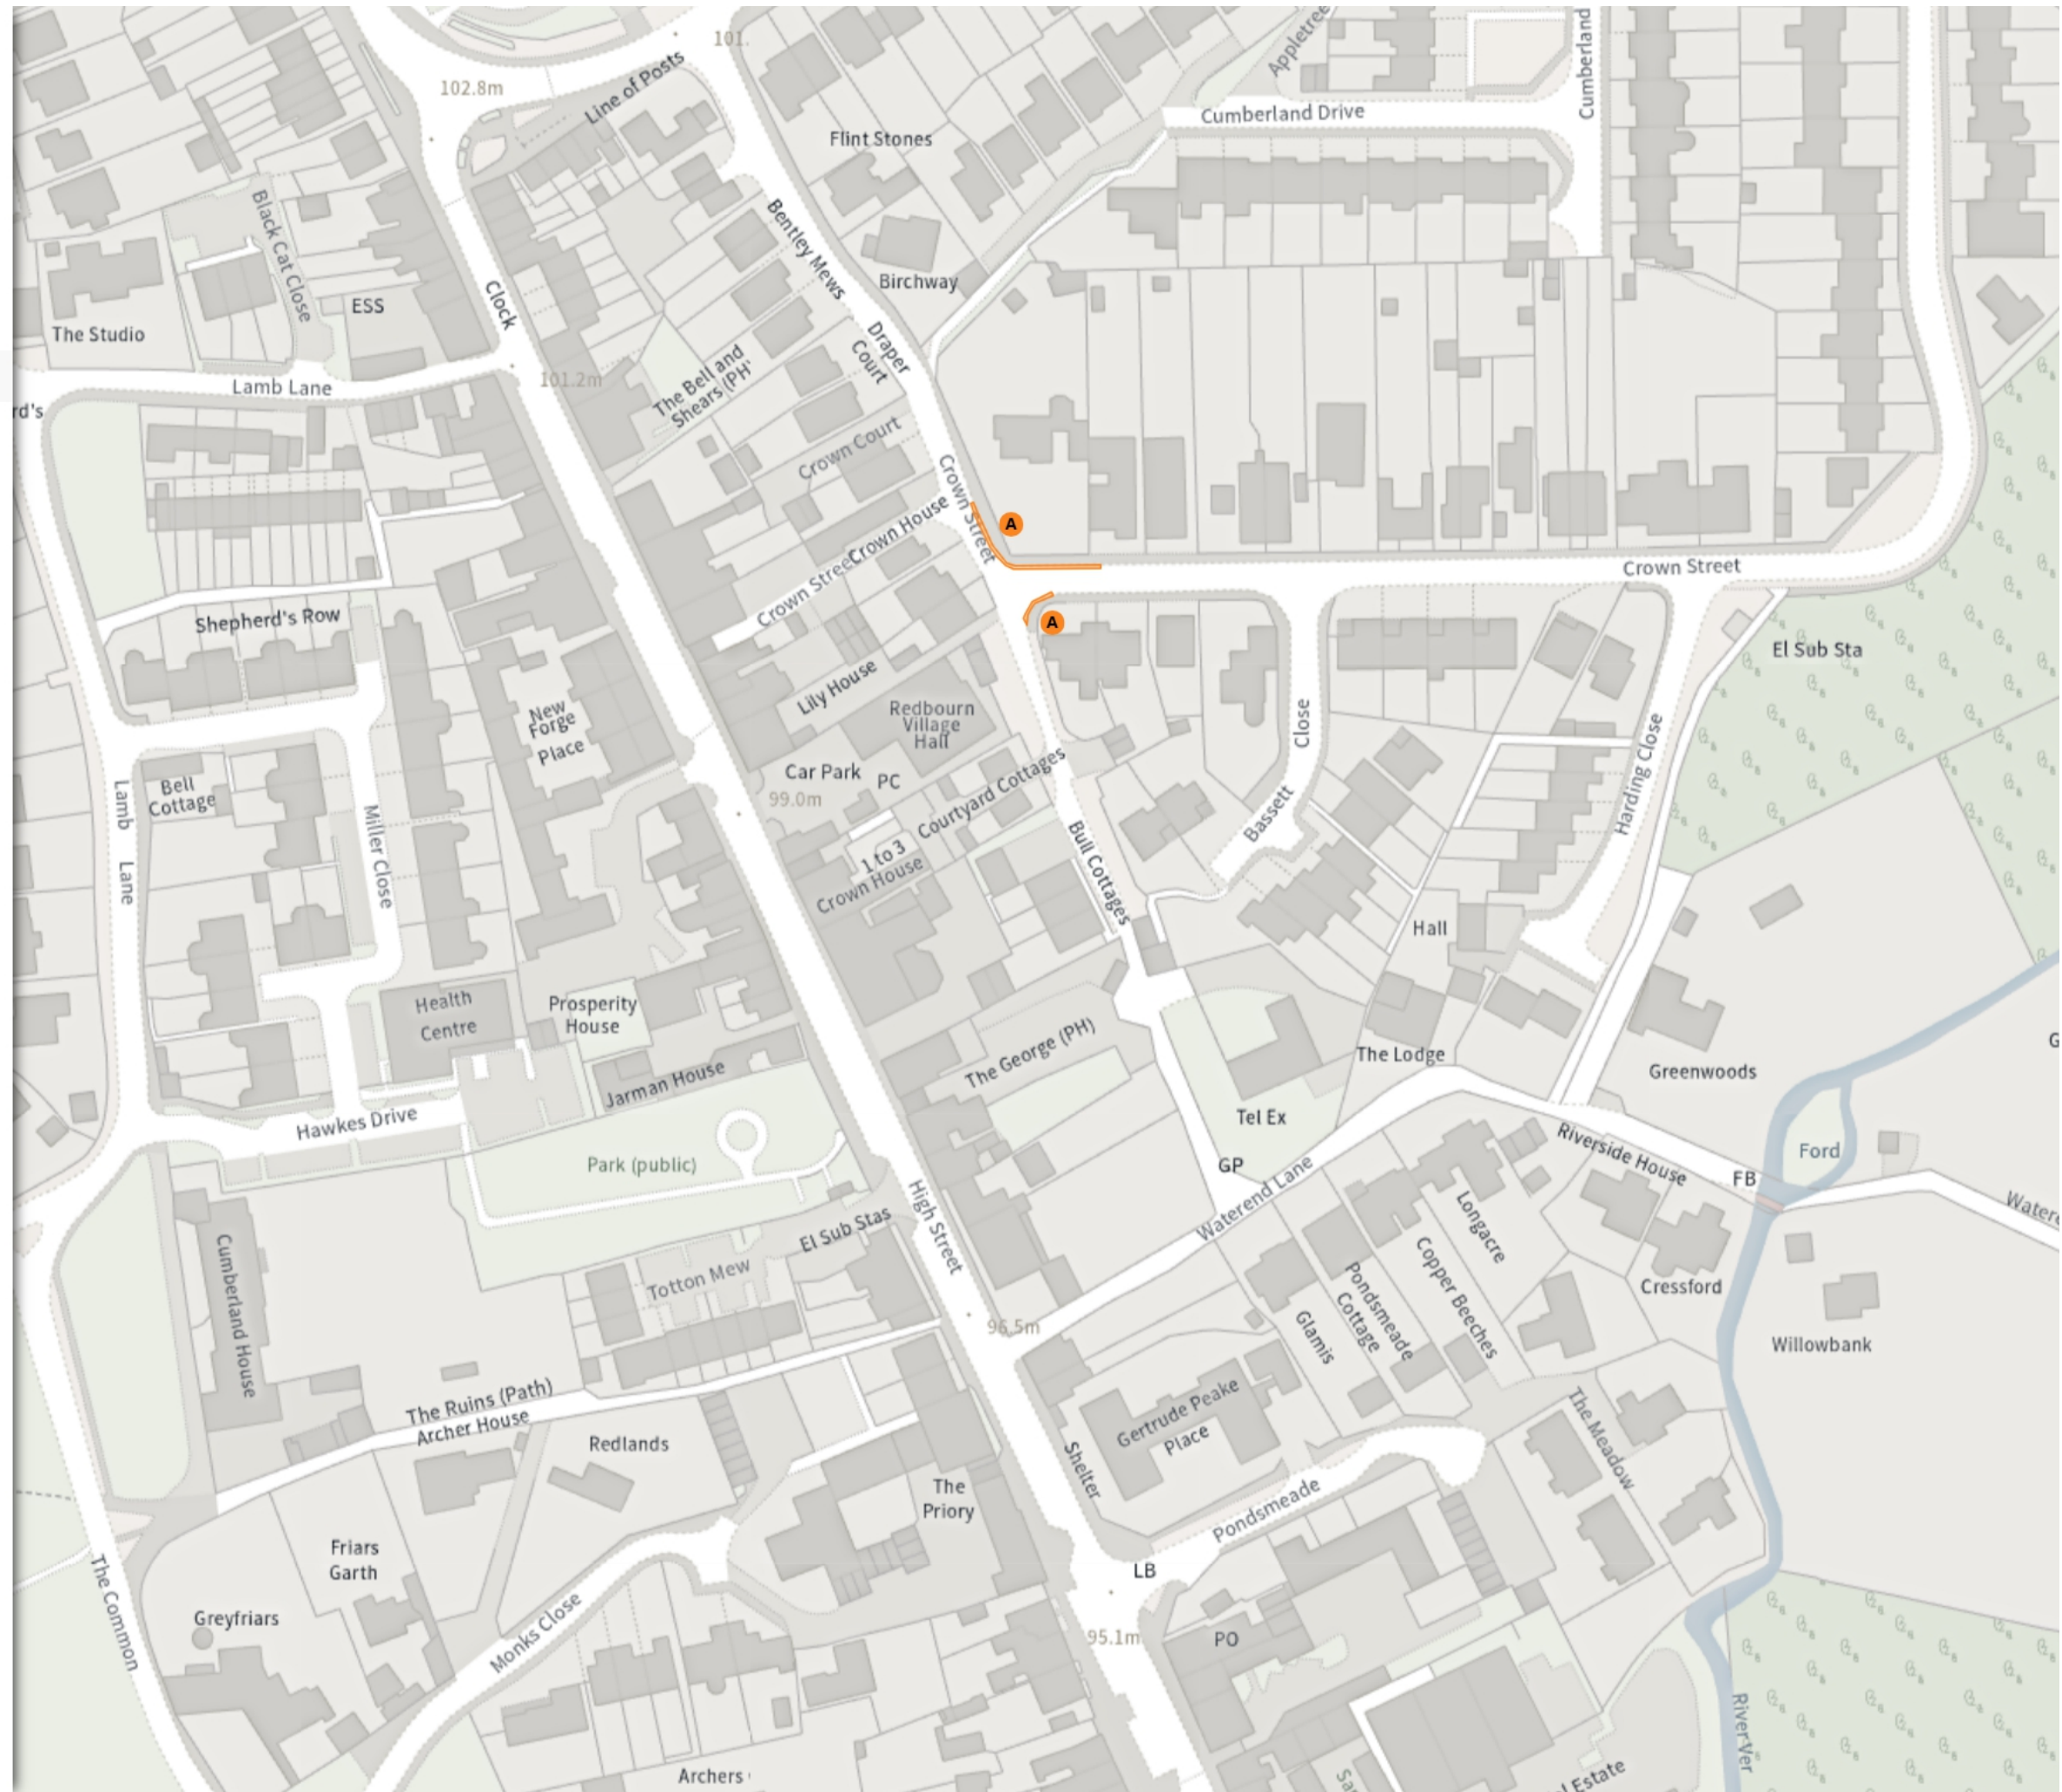 101.
Appletree
Cumberland
Line of Posts
102.8m
Cumberland Drive
Flint Stones
Black Cat Close
Bentley Mews
Birchway
Clock
ESS
The Studio
Draper
Court
The Bell and
Shears (PH
101.2m
Lamb Lane
rd's
Crown Court
Crown Street
Crown House
A
Crown Stree
Crown Street
Shepherd's Row
A
El Sub Sta
Lily House
New
Forge
Place
Redbourn
Village
Hall
Close
Harding Close
Car Park
PC
99.0m
Courtyard Cottages
Bell
Cottage
Lamb
Lane
Miller Close
1 to 3
Crown House
Bull Cottages
Bassett
Hall
Health
Centre
Prosperity
House
The George (PH)
The Lodge
Greenwoods
G
Jarman House
Hawkes Drive
Tel Ex
Riverside House
Ford
Park (public)
GP
FB
Waterend Lane
Watere
High Street
El Sub Stas
Longacre
Cumberland House
Totton Mew
Copper Beeches
Pondsmeade
Cottage
Cressford
96.5m
Glamis
Willowbank
The Ruins (Path)
Archer House
Gertrude Peake
Place
The Meadow
Redlands
Shelter
The
Priory
Pondsmeade
Friars
Garth
LB
The Common
Greyfriars
Monks Close
95.1m
PO
River Ver
Archers
l Estate